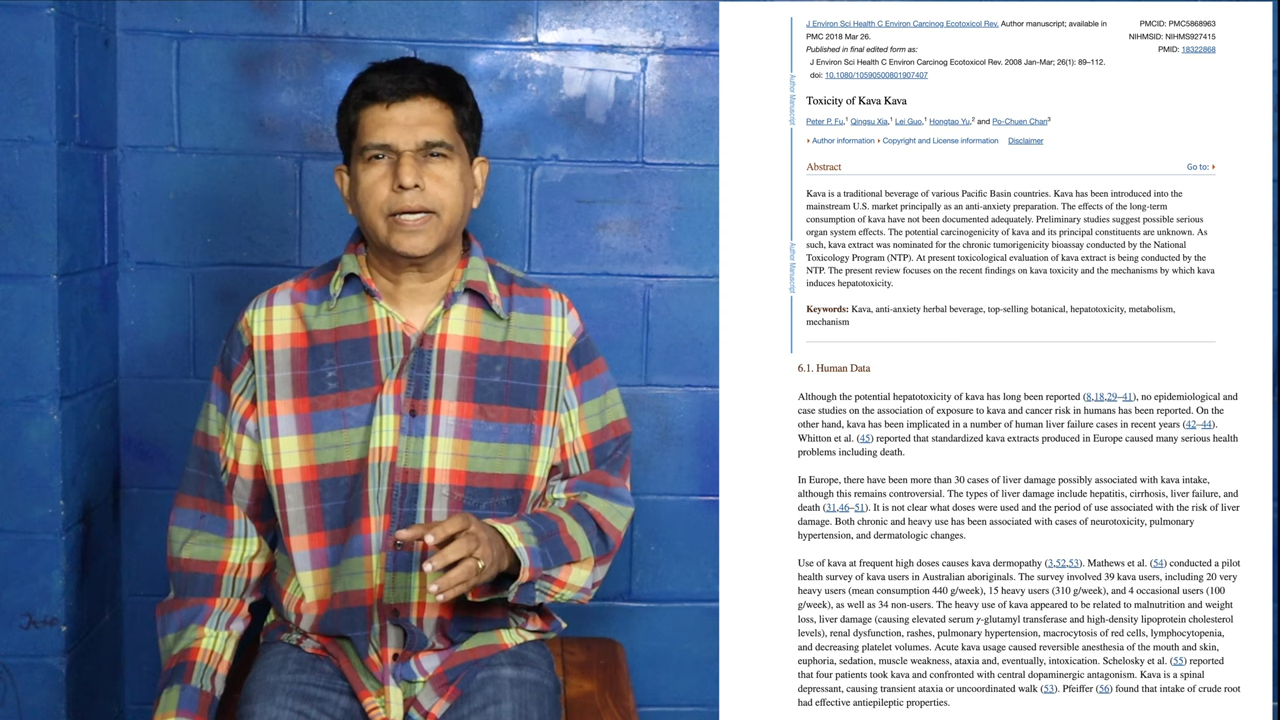 J Environ Sci Health C Environ Carcinog Ecotoxicol Rev. Author manuscript; available in
PMC 2018 Mar 26.
Published in final edited form as:
J Environ Sci Health C Environ Carcinog Ecotoxicol Rev. 2008 Jan-Mar; 26(1): 89–112.
doi: 10.1080/10590500801907407
PMCID: PMC5868963
NIHMSID: NIHMS927415
PMID: 18322868
Author Manuscript
Toxicity of Kava Kava
Peter P. Fu,1 Qingsu Xia,1 Lei Guo,1 Hongtao Yu,2 and Po-Chuen Chan3
Author information Copyright and License information Disclaimer
Abstract
Go to:
Kava is a traditional beverage of various Pacific Basin countries. Kava has been introduced into the
mainstream U.S. market principally as an anti-anxiety preparation. The effects of the long-term
consumption of kava have not been documented adequately. Preliminary studies suggest possible serious
organ system effects. The potential carcinogenicity of kava and its principal constituents are unknown. As
such, kava extract was nominated for the chronic tumorigenicity bioassay conducted by the National
Toxicology Program (NTP). At present toxicological evaluation of kava extract is being conducted by the
NTP. The present review focuses on the recent findings on kava toxicity and the mechanisms by which kava
induces hepatotoxicity.
Author Manuscript
Keywords: Kava, anti-anxiety herbal beverage, top-selling botanical, hepatotoxicity, metabolism,
mechanism
6.1. Human Data
Although the potential hepatotoxicity of kava has long been reported (8,18,29–41), no epidemiological and
case studies on the association of exposure to kava and cancer risk in humans has been reported. On the
other hand, kava has been implicated in a number of human liver failure cases in recent years (42–44).
Whitton et al. (45) reported that standardized kava extracts produced in Europe caused many serious health
problems including death.
In Europe, there have been more than 30 cases of liver damage possibly associated with kava intake,
although this remains controversial. The types of liver damage include hepatitis, cirrhosis, liver failure, and
death (31,46–51). It is not clear what doses were used and the period of use associated with the risk of liver
damage. Both chronic and heavy use has been associated with cases of neurotoxicity, pulmonary
hypertension, and dermatologic changes.
Use of kava at frequent high doses causes kava dermopathy (3,52,53). Mathews et al. (54) conducted a pilot
health survey of kava users in Australian aboriginals. The survey involved 39 kava users, including 20 very
heavy users (mean consumption 440 g/week), 15 heavy users (310 g/week), and 4 occasional users (100
g/week), as well as 34 non-users. The heavy use of kava appeared to be related to malnutrition and weight
loss, liver damage (causing elevated serum γ-glutamyl transferase and high-density lipoprotein cholesterol
levels), renal dysfunction, rashes, pulmonary hypertension, macrocytosis of red cells, lymphocytopenia,
and decreasing platelet volumes. Acute kava usage caused reversible anesthesia of the mouth and skin,
euphoria, sedation, muscle weakness, ataxia and, eventually, intoxication. Schelosky et al. (55) reported
that four patients took kava and confronted with central dopaminergic antagonism. Kava is a spinal
depressant, causing transient ataxia or uncoordinated walk (53). Pfeiffer (56) found that intake of crude root
had effective antiepileptic properties.